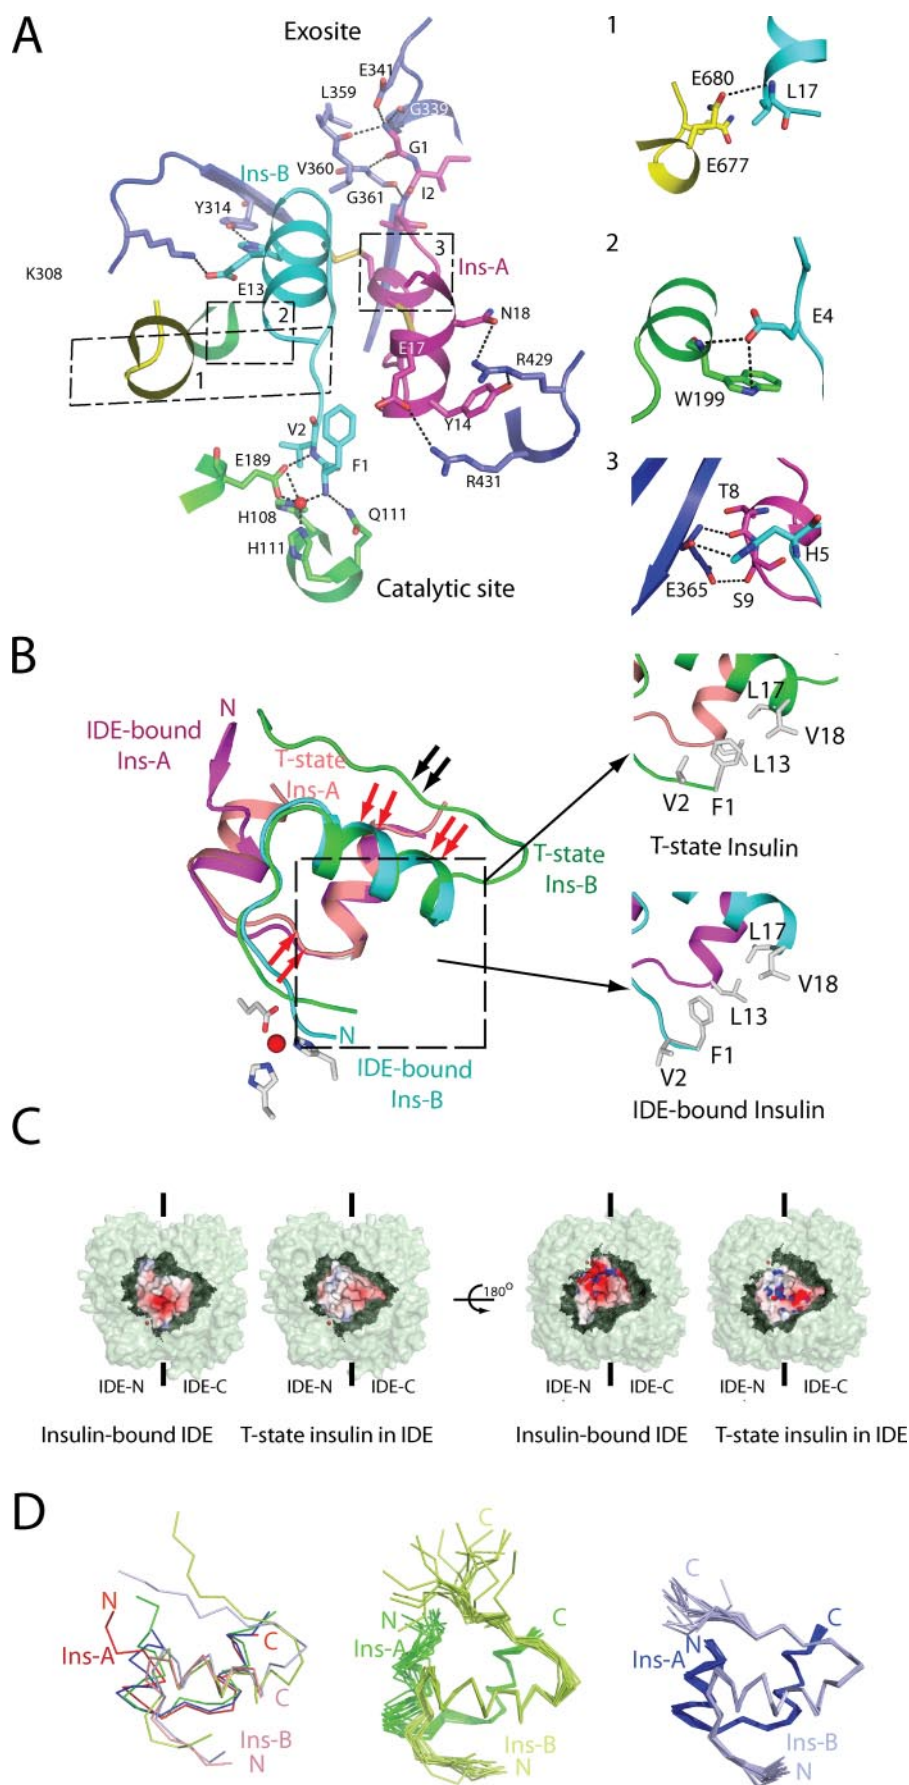 A
Exosite
E341
L359
G339
G1
V360
G361
I2
Ins-B
Y314
K308
E13
2
1
3
Ins-A
N18
E17
R429
Y14
R431
V2
F1
E189
H108
Q111
H111
Catalytic site
1
E680
L17
E677
2
E4
W199
3
T8
H5
E365
S9
B
N
IDE-bound
Ins-A
T-state
Ins-A
T-state
Ins-B
N
IDE-bound
Ins-B
L17
V18
L13
V2
F1
T-state Insulin
L17
V18
L13
F1
V2
IDE-bound Insulin
C
180°
IDE-N IDE-C IDE-N IDE-C IDE-N IDE-C IDE-N IDE-C
Insulin-bound IDE T-state insulin in IDE Insulin-bound IDE T-state insulin in IDE
D
N
Ins-A
C
C
Ins-B
N
C
N
Ins-A
C
Ins-B
N
C
N
Ins-A
C
Ins-B
N